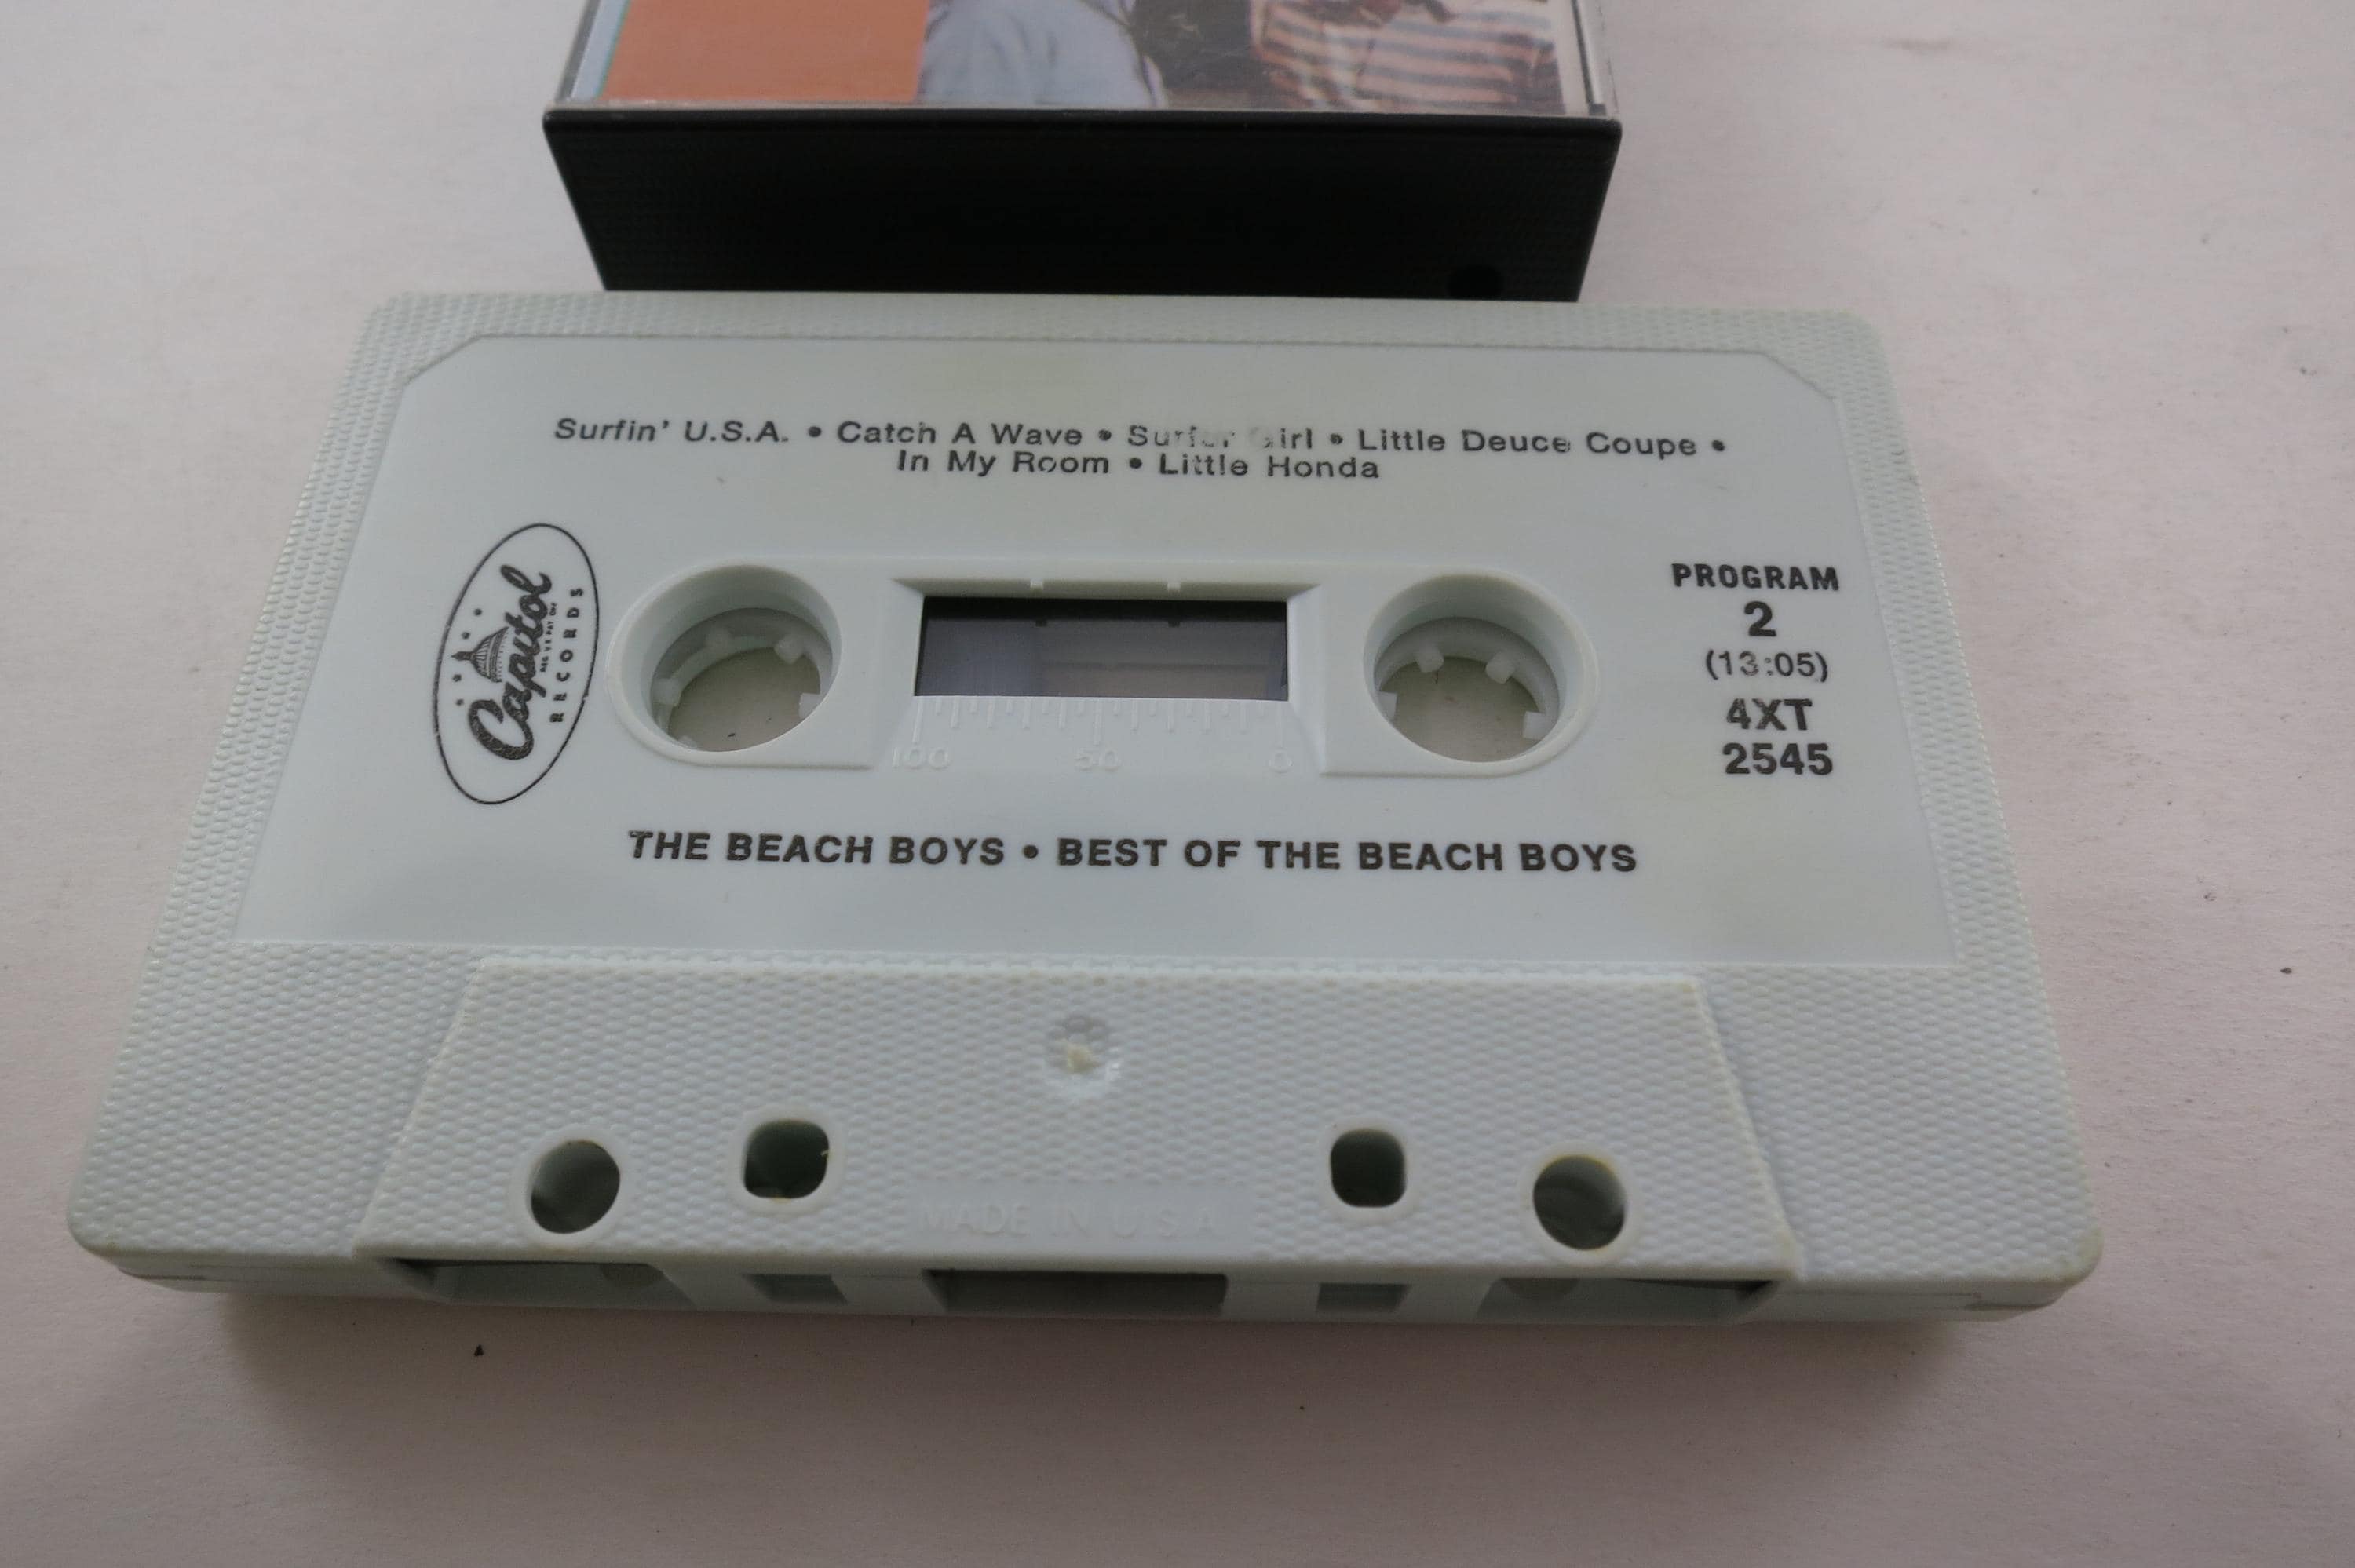 Surfin' U.S.A. • Catch A Wave • Surfer Girl • Little Deuce Coupe •
In My Room • Little Honda
Capitol
RECORDS
PROGRAM
2
(13:05)
4XT
2545
100 50 0
THE BEACH BOYS • BEST OF THE BEACH BOYS
MADE IN U.S.A